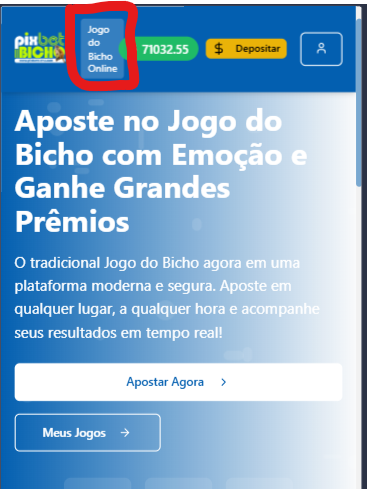 pixbet
BICHO
Jogo
do
Bicho
Online
71032.55
$ Depositar
Aposte no Jogo do
Bicho com Emoção e
Ganhe Grandes
Prêmios
O tradicional Jogo do Bicho agora em uma
plataforma moderna e segura. Aposte em
qualquer lugar, a qualquer hora e acompanhe
seus resultados em tempo real!
Apostar Agora
Meus Jogos